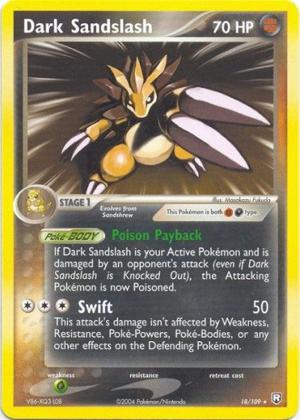 Dark Sandslash 70 HP
Illus. Masakazu Fukuda
STAGE 1
Evolves from
Sandshrew
This Pokémon is both type
Poké-BODY Poison Payback
If Dark Sandslash is your Active Pokémon and is
damaged by an opponent's attack (even if Dark
Sandslash is Knocked Out), the Attacking
Pokémon is now Poisoned.
Swift 50
This attack's damage isn't affected by Weakness,
Resistance, Poké-Powers, Poké-Bodies, or any
other effects on the Defending Pokémon.
weakness resistance retreat cost
©2004 Pokémon/Nintendo
18/109 ★
R